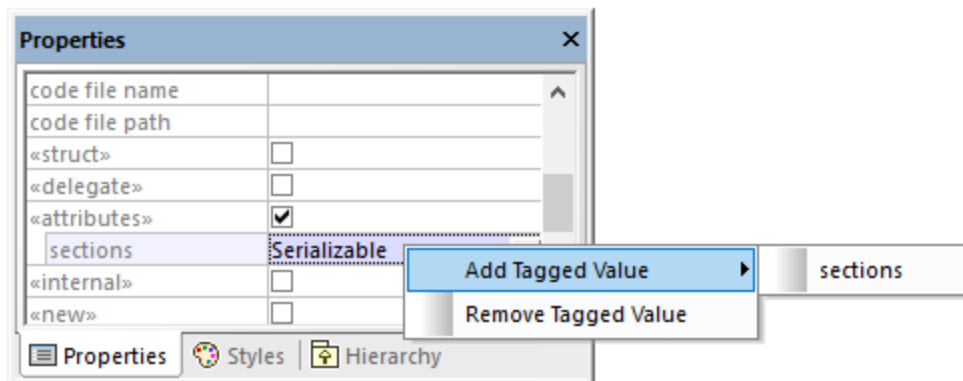 Properties
code file name
code file path
«struct»
«delegate»
«attributes»
sections Serializable
Add Tagged Value sections
«internal»
Remove Tagged Value
«new»
Properties Styles Hierarchy